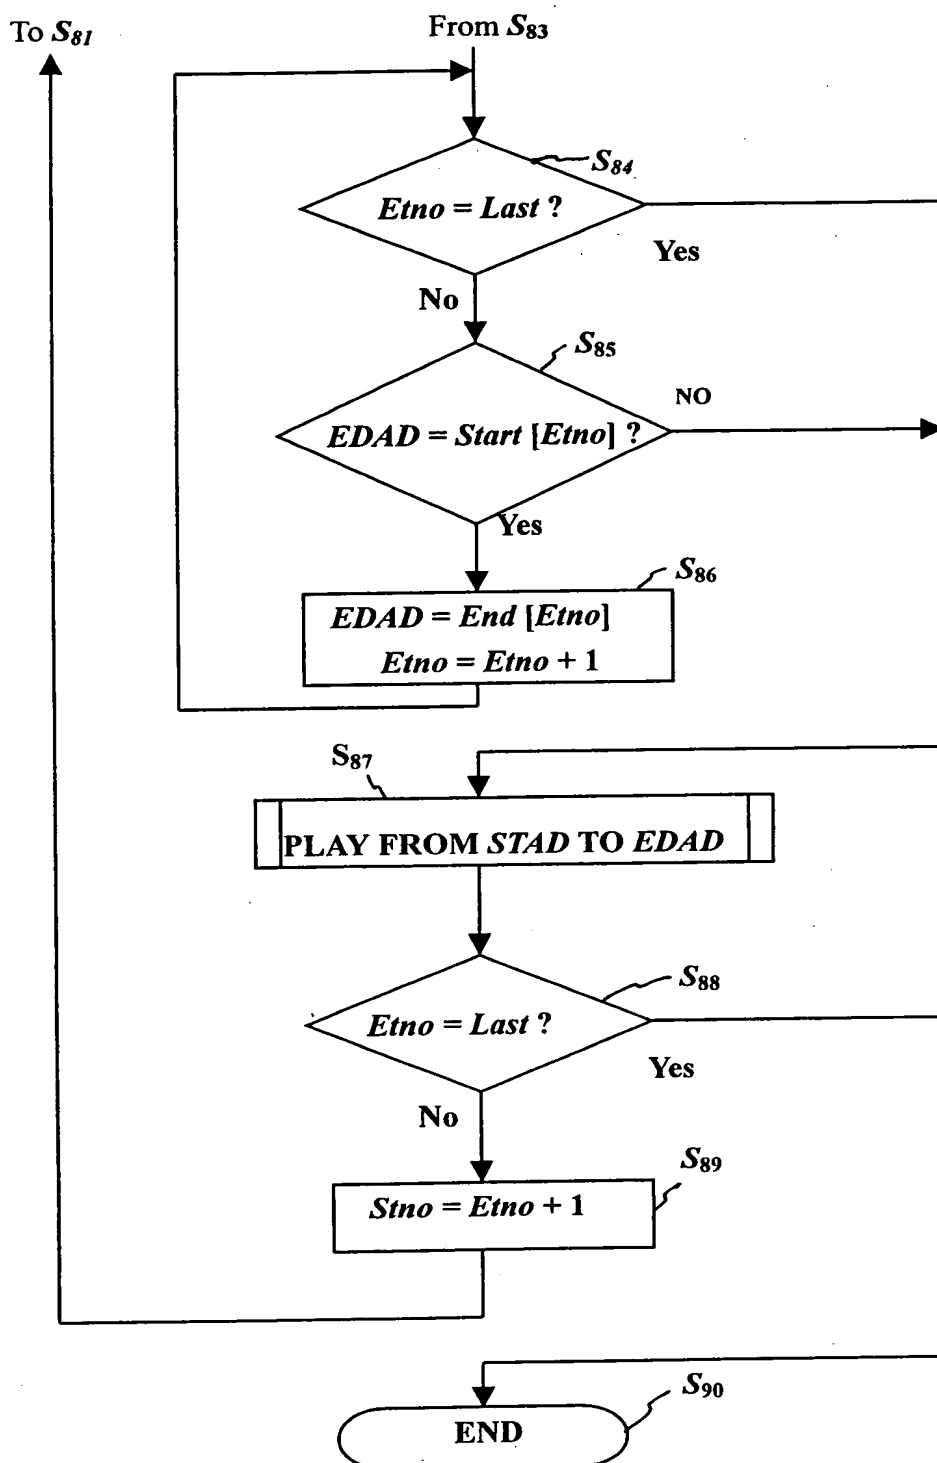 To S81
From S83
S84
Etno = Last ?
Yes
No
S85
NO
EDAD = Start [Etno] ?
Yes
S86
EDAD = End [Etno]
Etno = Etno + 1
S87
PLAY FROM STAD TO EDAD
S88
Etno = Last ?
Yes
No
S89
Stno = Etno + 1
S90
END